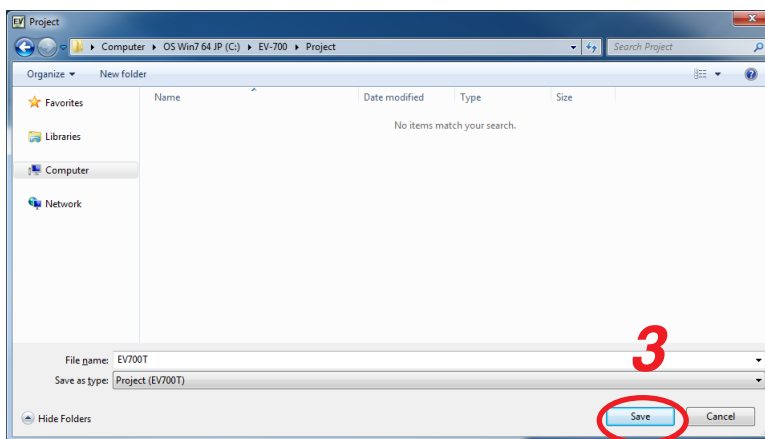 EV Project
Computer OS Win7 64 JP (C:) EV-700 Project Search Project
Organize New folder
Name Date modified Type Size
Favorites
No items match your search.
Libraries
Computer
Network
3
File name: EV700T
Save as type: Project (EV700T)
Hide Folders Save Cancel